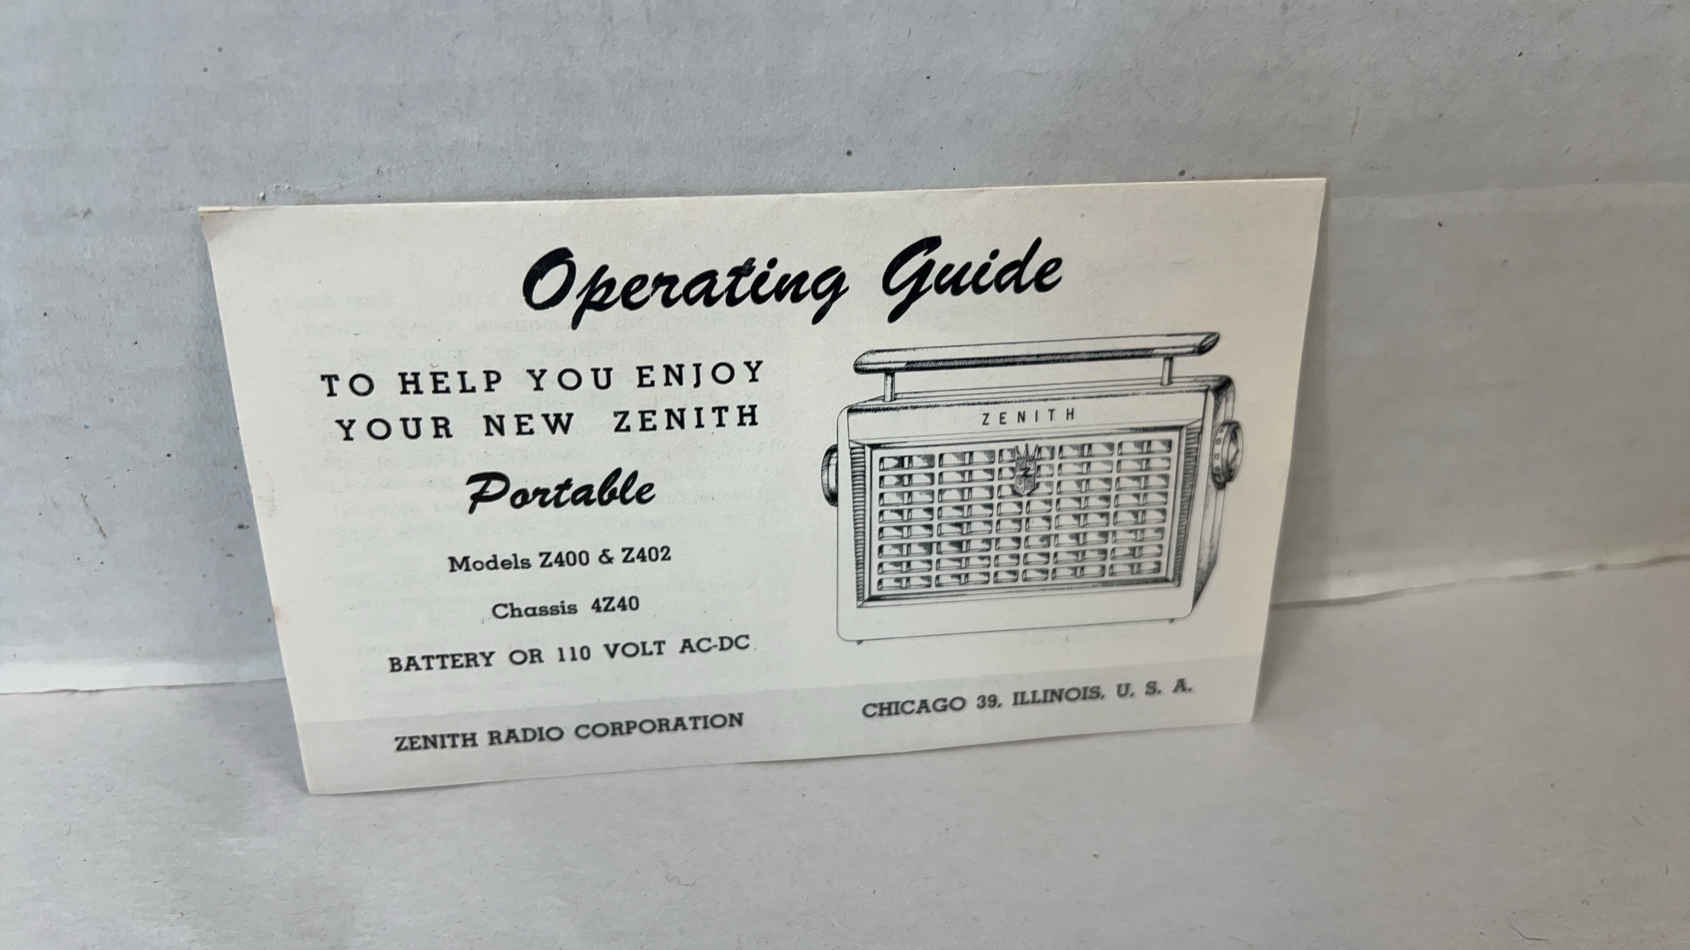 Operating Guide
TO HELP YOU ENJOY
YOUR NEW ZENITH
Portable
Models Z400 & Z402
Chassis 4Z40
BATTERY OR 110 VOLT AC-DC
ZENITH
Z
ZENITH RADIO CORPORATION
CHICAGO 39, ILLINOIS, U. S. A.